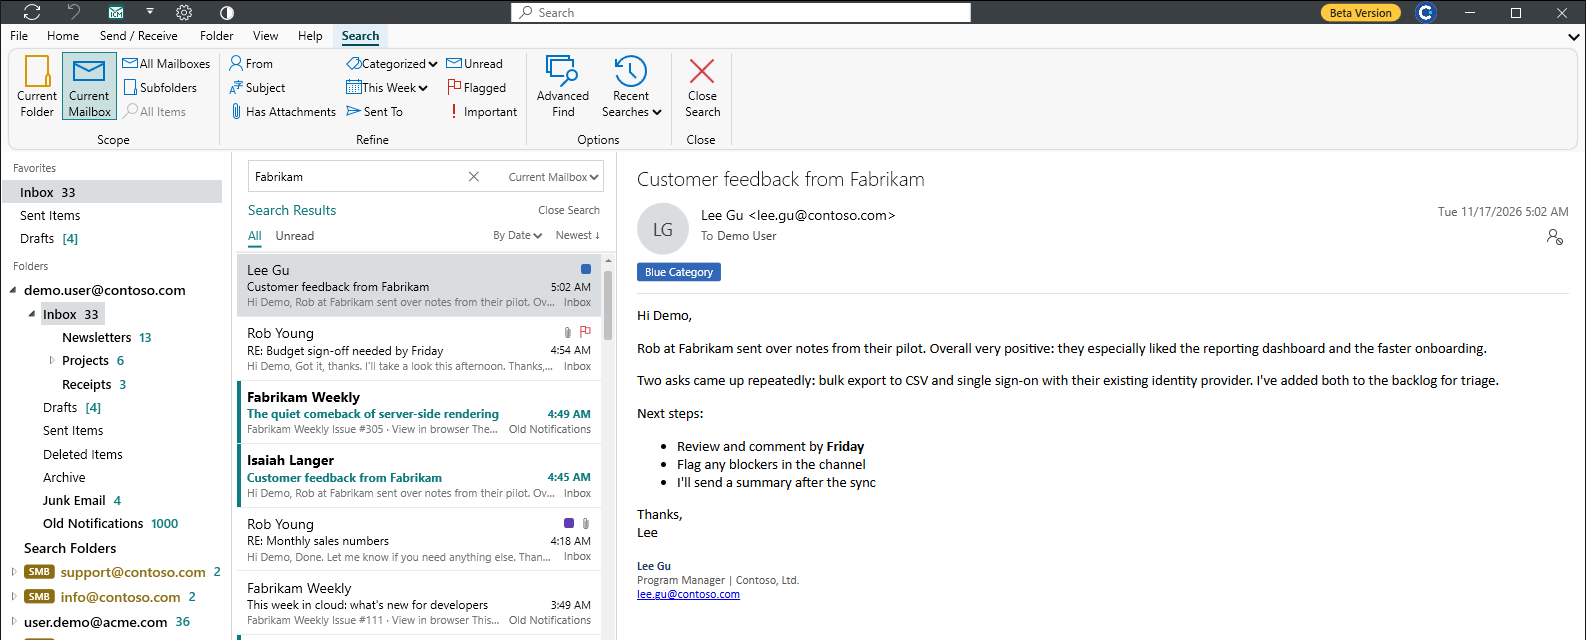 Search
Beta Version
File Home Send / Receive Folder View Help Search
Current Folder
Current Mailbox
All Mailboxes
Subfolders
All Items
Scope
From
Subject
Has Attachments
Categorized
This Week
Sent To
Unread
Flagged
Important
Refine
Advanced Find
Recent Searches
Options
Close Search
Close
Favorites
Inbox 33
Sent Items
Drafts [4]
Folders
demo.user@contoso.com
Inbox 33
Newsletters 13
Projects 6
Receipts 3
Drafts [4]
Sent Items
Deleted Items
Archive
Junk Email 4
Old Notifications 1000
Search Folders
SMB support@contoso.com 2
SMB info@contoso.com 2
user.demo@acme.com 36
Fabrikam
Current Mailbox
Search Results
Close Search
All Unread
By Date Newest ↓
Lee Gu
Customer feedback from Fabrikam 5:02 AM
Hi Demo, Rob at Fabrikam sent over notes from their pilot. Ov... Inbox
Rob Young
RE: Budget sign-off needed by Friday 4:54 AM
Hi Demo, Got it, thanks. I'll take a look this afternoon. Thanks,... Inbox
Fabrikam Weekly
The quiet comeback of server-side rendering 4:49 AM
Fabrikam Weekly Issue #305 · View in browser The... Old Notifications
Isaiah Langer
Customer feedback from Fabrikam 4:45 AM
Hi Demo, Rob at Fabrikam sent over notes from their pilot. Ov... Inbox
Rob Young
RE: Monthly sales numbers 4:18 AM
Hi Demo, Done. Let me know if you need anything else. Than... Inbox
Fabrikam Weekly
This week in cloud: what's new for developers 3:49 AM
Fabrikam Weekly Issue #111 · View in browser This... Old Notifications
Customer feedback from Fabrikam
LG
Lee Gu <lee.gu@contoso.com>
To Demo User
Tue 11/17/2026 5:02 AM
Blue Category
Hi Demo,
Rob at Fabrikam sent over notes from their pilot. Overall very positive: they especially liked the reporting dashboard and the faster onboarding.
Two asks came up repeatedly: bulk export to CSV and single sign-on with their existing identity provider. I've added both to the backlog for triage.
Next steps:
• Review and comment by Friday
• Flag any blockers in the channel
• I'll send a summary after the sync
Thanks,
Lee
Lee Gu
Program Manager | Contoso, Ltd.
lee.gu@contoso.com